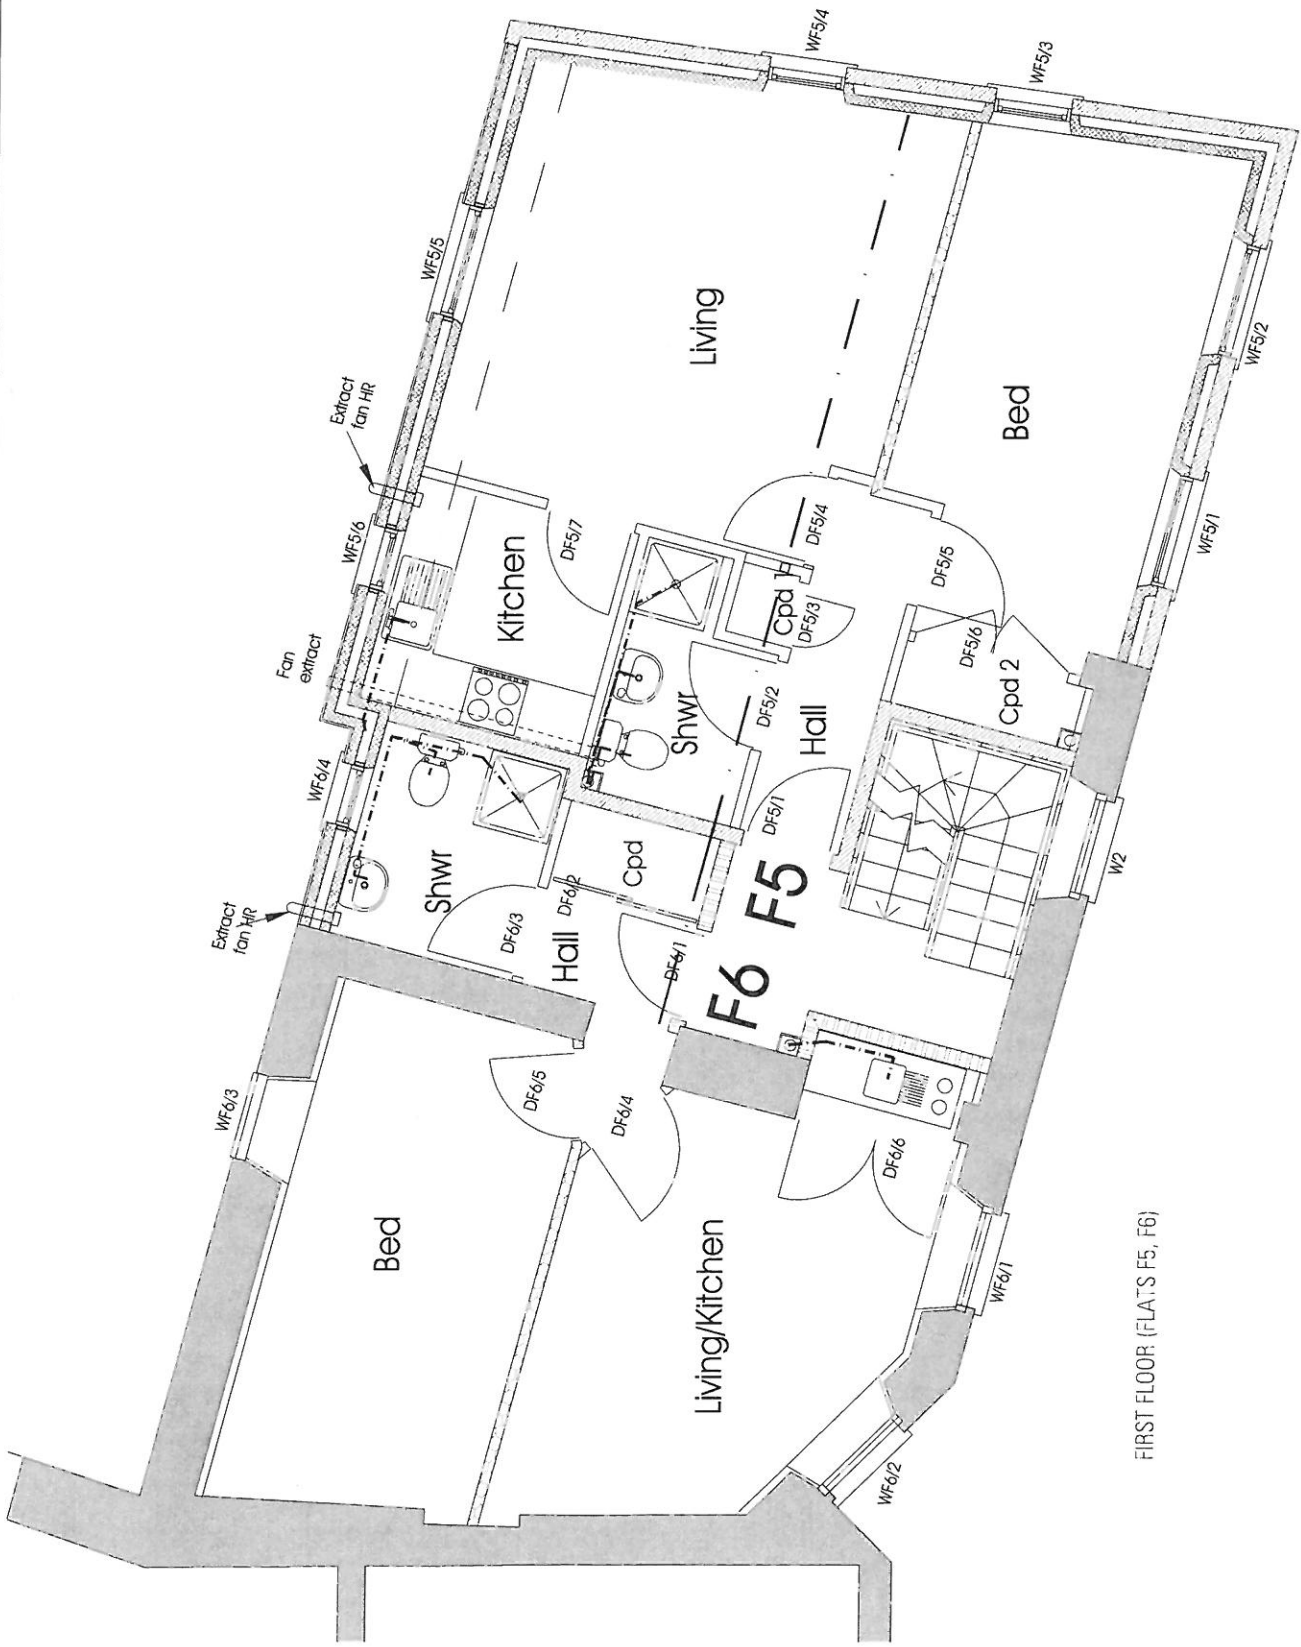 WF5/4
WF5/3
WF5/5
Extract
fan HR
WF5/6
Fan
extract
WF6/4
Extract
fan HR
WF6/3
Living
Bed
WF5/2
WF5/1
Kitchen
DF5/7
DF5/4
DF5/5
Cpd 1
DF5/3
DF5/6
Cpd 2
Shwr
DF5/2
Hall
DF5/1
W2
Shwr
Cpd
DF6/2
DF6/3
Hall
DF6/1
F6 F5
DF6/5
DF6/4
DF6/6
Bed
Living/Kitchen
WF6/1
WF6/2
FIRST FLOOR (FLATS F5, F6)